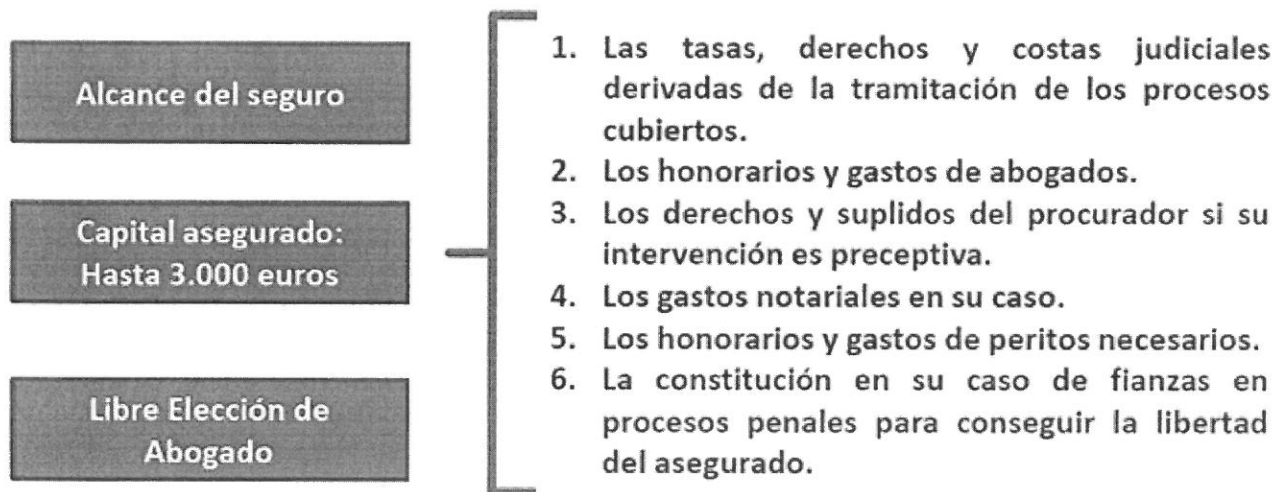 Alcance del seguro
Capital asegurado:
Hasta 3.000 euros
Libre Elección de
Abogado
1. Las tasas, derechos y costas judiciales
derivadas de la tramitación de los procesos
cubiertos.
2. Los honorarios y gastos de abogados.
3. Los derechos y suplidos del procurador si su
intervención es preceptiva.
4. Los gastos notariales en su caso.
5. Los honorarios y gastos de peritos necesarios.
6. La constitución en su caso de fianzas en
procesos penales para conseguir la libertad
del asegurado.